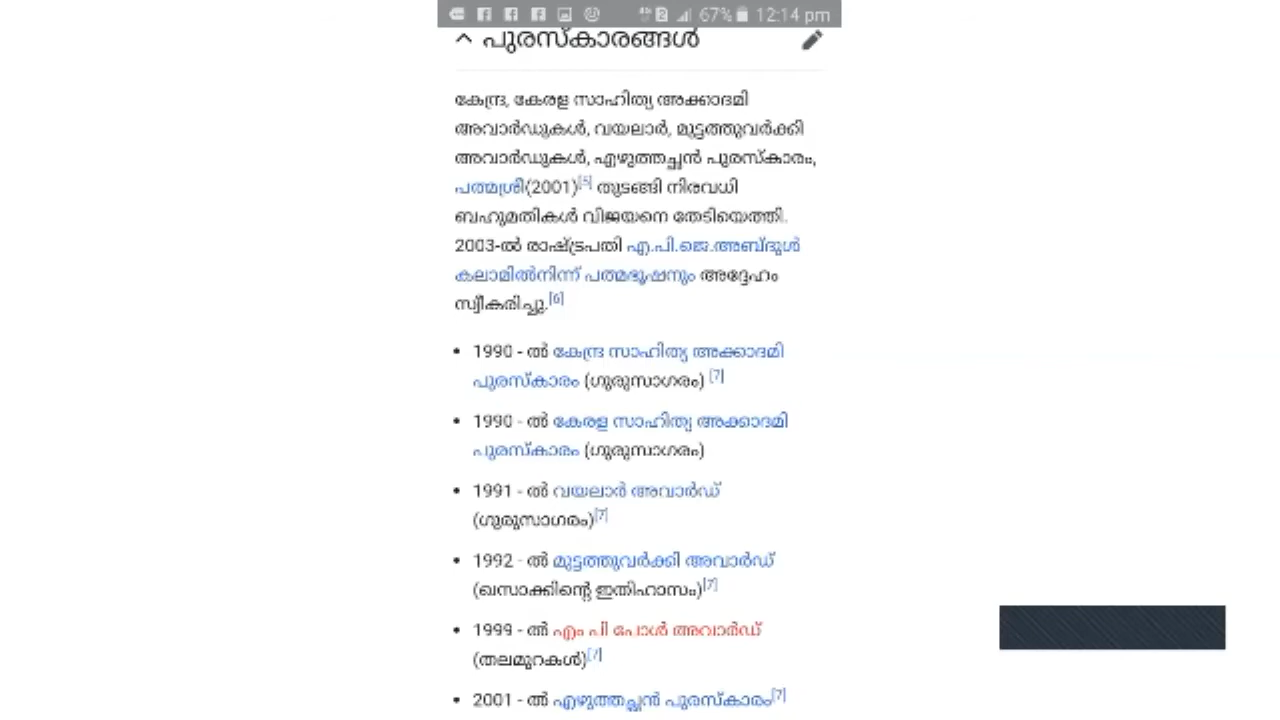 67% 12:14 pm
പുരസ്കാരങ്ങൾ
കേന്ദ്ര, കേരള സാഹിത്യ അക്കാദമി
അവാർഡുകൾ, വയലാർ, മുട്ടത്തുവർക്കി
അവാർഡുകൾ, എഴുത്തച്ഛൻ പുരസ്കാരം,
പത്മശ്രീ(2001)[5] തുടങ്ങി നിരവധി
ബഹുമതികൾ വിജയനെ തേടിയെത്തി.
2003-ൽ രാഷ്ട്രപതി എ.പി.ജെ.അബ്ദുൾ
കലാമിൽനിന്ന് പത്മഭൂഷനും അദ്ദേഹം
സ്വീകരിച്ചു.[6]
• 1990 - ൽ കേന്ദ്ര സാഹിത്യ അക്കാദമി
പുരസ്കാരം (ഗുരുസാഗരം) [7]
• 1990 - ൽ കേരള സാഹിത്യ അക്കാദമി
പുരസ്കാരം (ഗുരുസാഗരം)
• 1991 - ൽ വയലാർ അവാർഡ്
(ഗുരുസാഗരം)[7]
• 1992 - ൽ മുട്ടത്തുവർക്കി അവാർഡ്
(ഖസാക്കിന്റെ ഇതിഹാസം)[7]
• 1999 - ൽ എം പി പോൾ അവാർഡ്
(തലമുറകൾ)[7]
• 2001 - ൽ എഴുത്തച്ഛൻ പുരസ്കാരം[7]